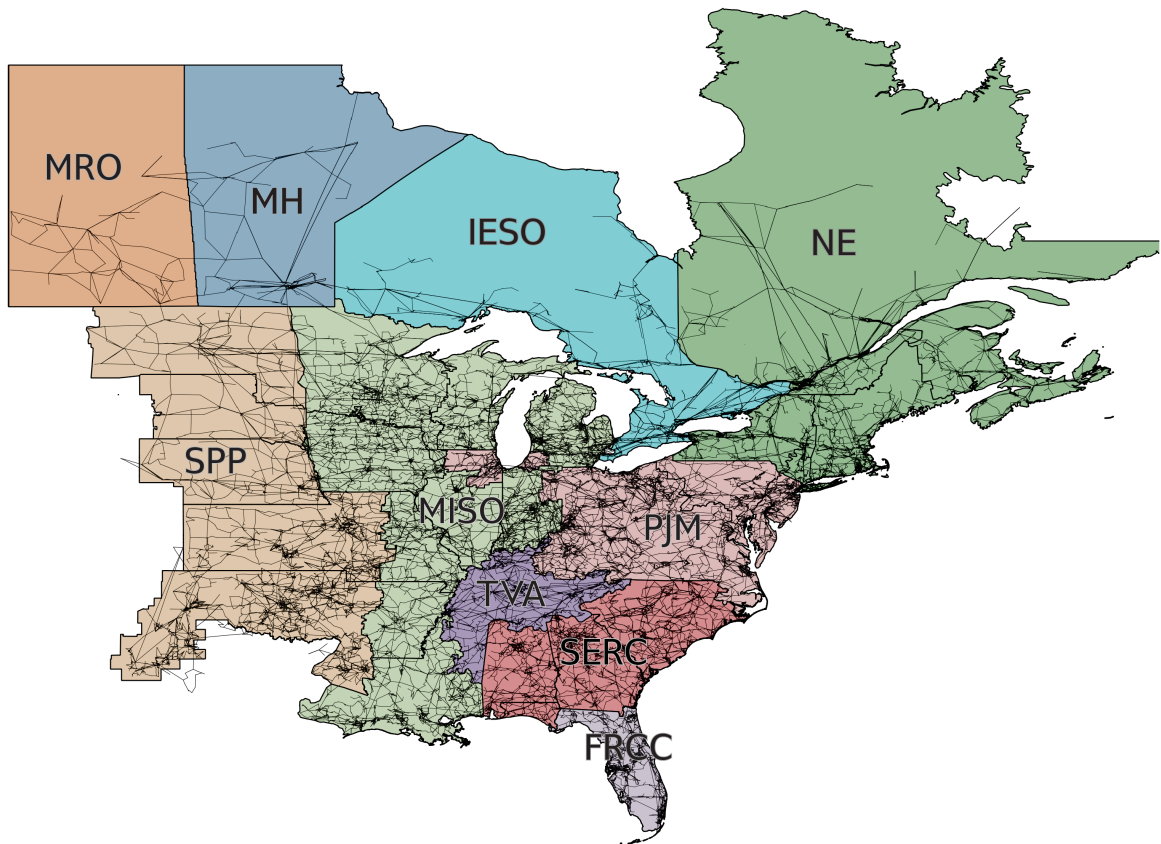 MRO
MH
IESO
NE
SPP
MISO
PJM
TVA
SERC
FRCC